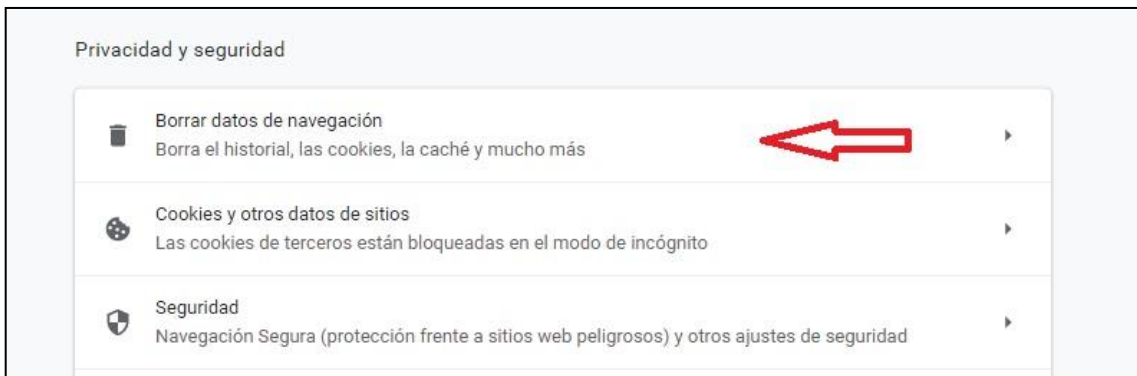 Privacidad y seguridad
Borrar datos de navegación
Borra el historial, las cookies, la caché y mucho más
Cookies y otros datos de sitios
Las cookies de terceros están bloqueadas en el modo de incógnito
Seguridad
Navegación Segura (protección frente a sitios web peligrosos) y otros ajustes de seguridad